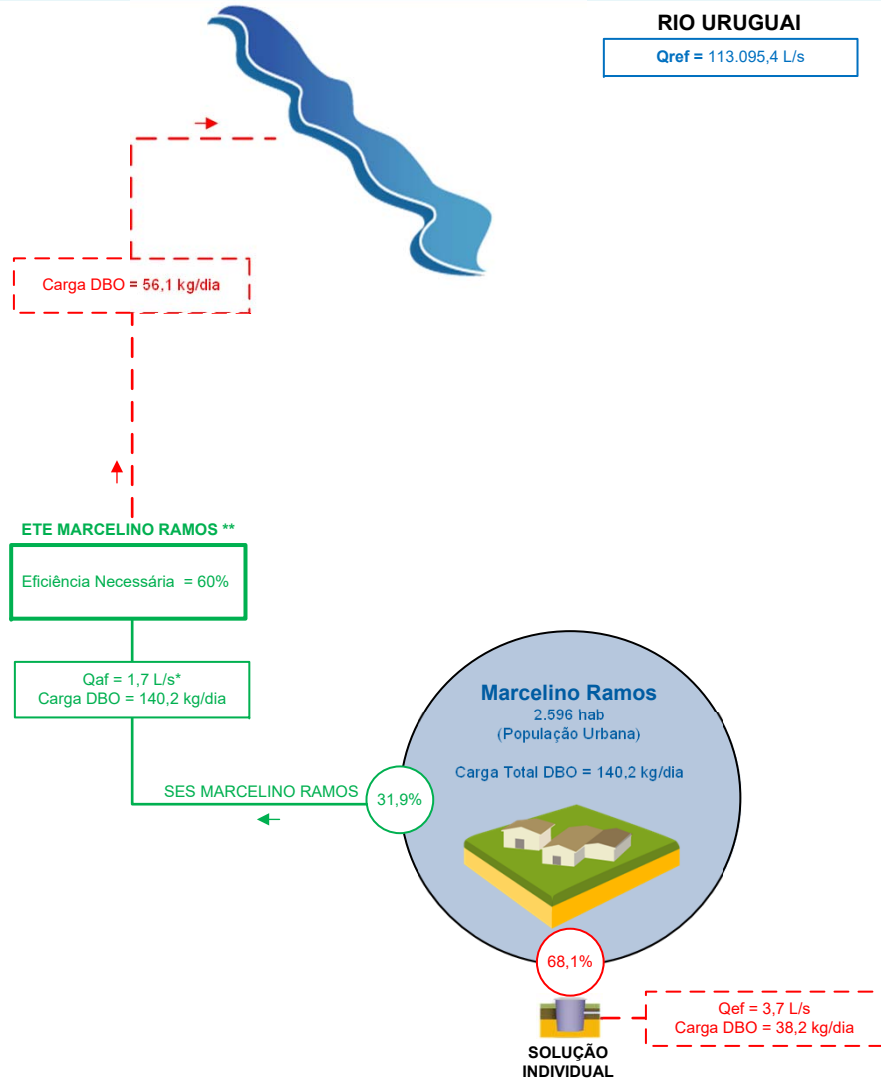 RIO URUGUAI
Qref = 113.095,4 L/s
Carga DBO = 56,1 kg/dia
ETE MARCELINO RAMOS **
Eficiência Necessária = 60%
Qaf = 1,7 L/s*
Carga DBO = 140,2 kg/dia
SES MARCELINO RAMOS
31,9%
Marcelino Ramos
2.596 hab
(População Urbana)
Carga Total DBO = 140,2 kg/dia
68,1%
SOLUÇÃO
INDIVIDUAL
Qef = 3,7 L/s
Carga DBO = 38,2 kg/dia